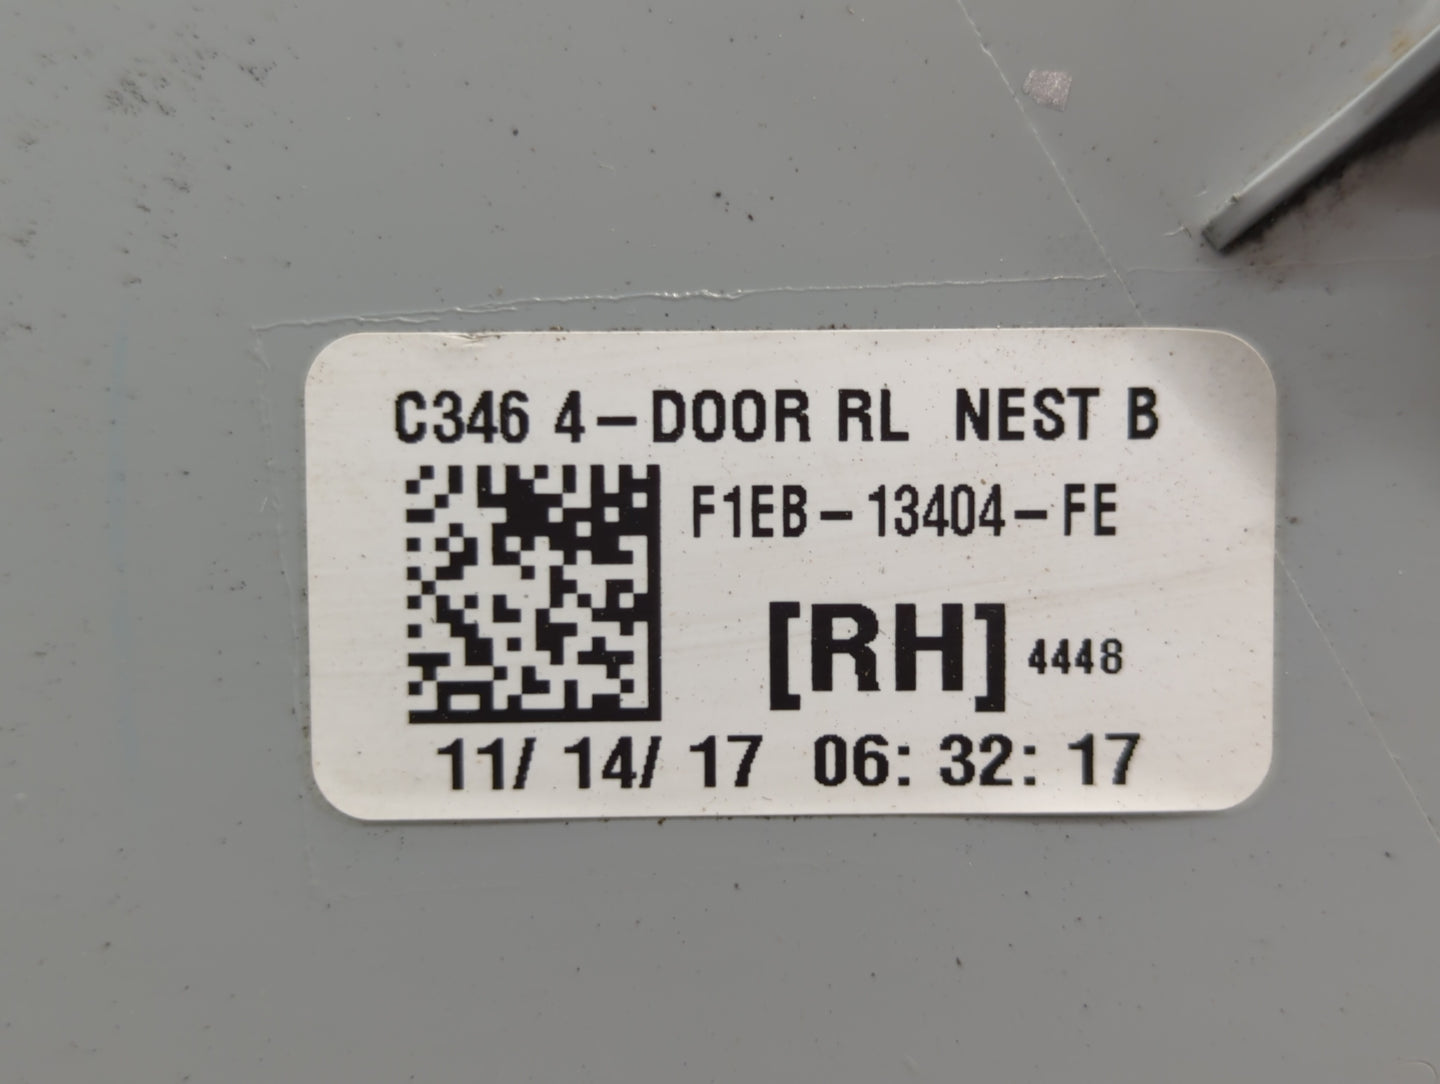 C346 4-DOOR RL NEST B
F1EB-13404-FE
[RH] 4448
11/ 14/ 17 06: 32: 17